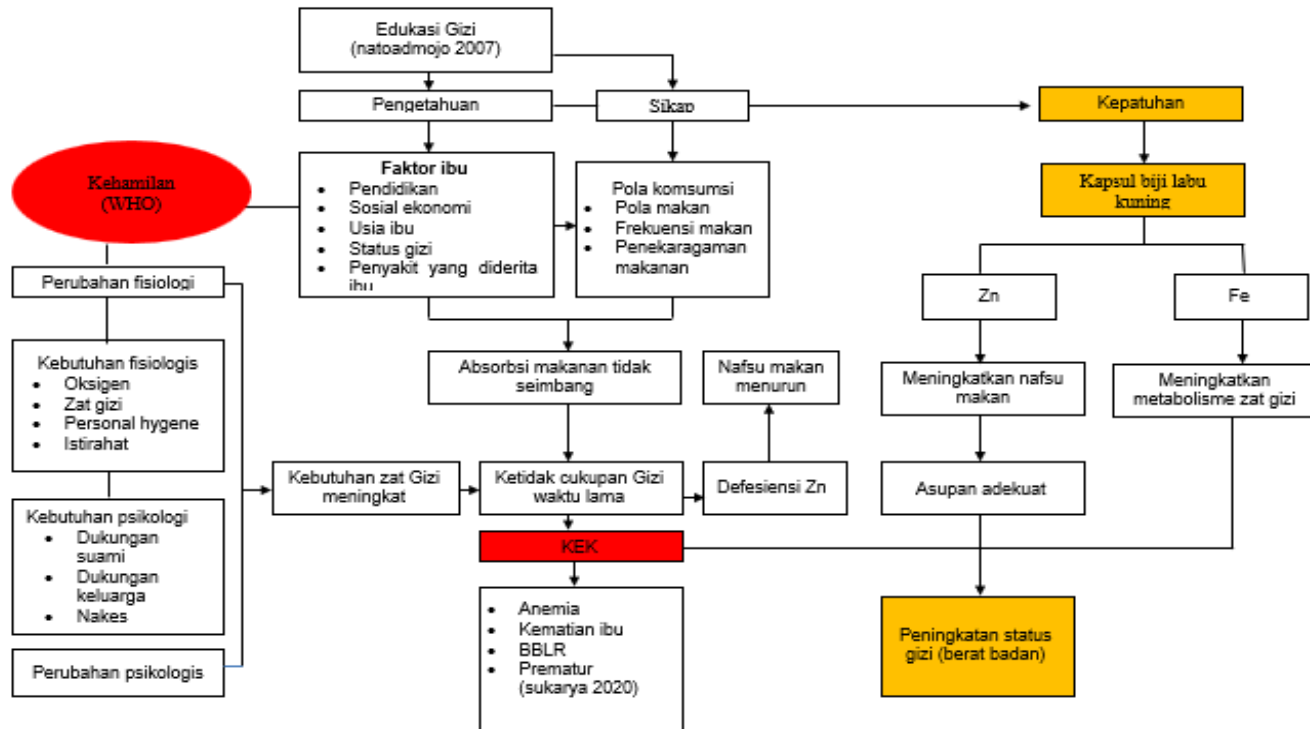 Edukasi Gizi
(natoadmojo 2007)
Pengetahuan
Sikap
Kepatuhan
Kehamilan
(WHO)
Faktor ibu
• Pendidikan
• Sosial ekonomi
• Usia ibu
• Status gizi
• Penyakit yang diderita
ibu
Pola komsumsi
• Pola makan
• Frekuensi makan
• Penekaragaman
makanan
Kapsul biji labu
kuning
Perubahan fisiologi
Zn
Fe
Kebutuhan fisiologis
• Oksigen
• Zat gizi
• Personal hygene
• Istirahat
Absorbsi makanan tidak
seimbang
Nafsu makan
menurun
Meningkatkan nafsu
makan
Meningkatkan
metabolisme zat gizi
Kebutuhan zat Gizi
meningkat
Ketidak cukupan Gizi
waktu lama
Defesiensi Zn
Asupan adekuat
Kebutuhan psikologi
• Dukungan
suami
• Dukungan
keluarga
• Nakes
KEK
• Anemia
• Kematian ibu
• BBLR
• Prematur
(sukarya 2020)
Peningkatan status
gizi (berat badan)
Perubahan psikologis